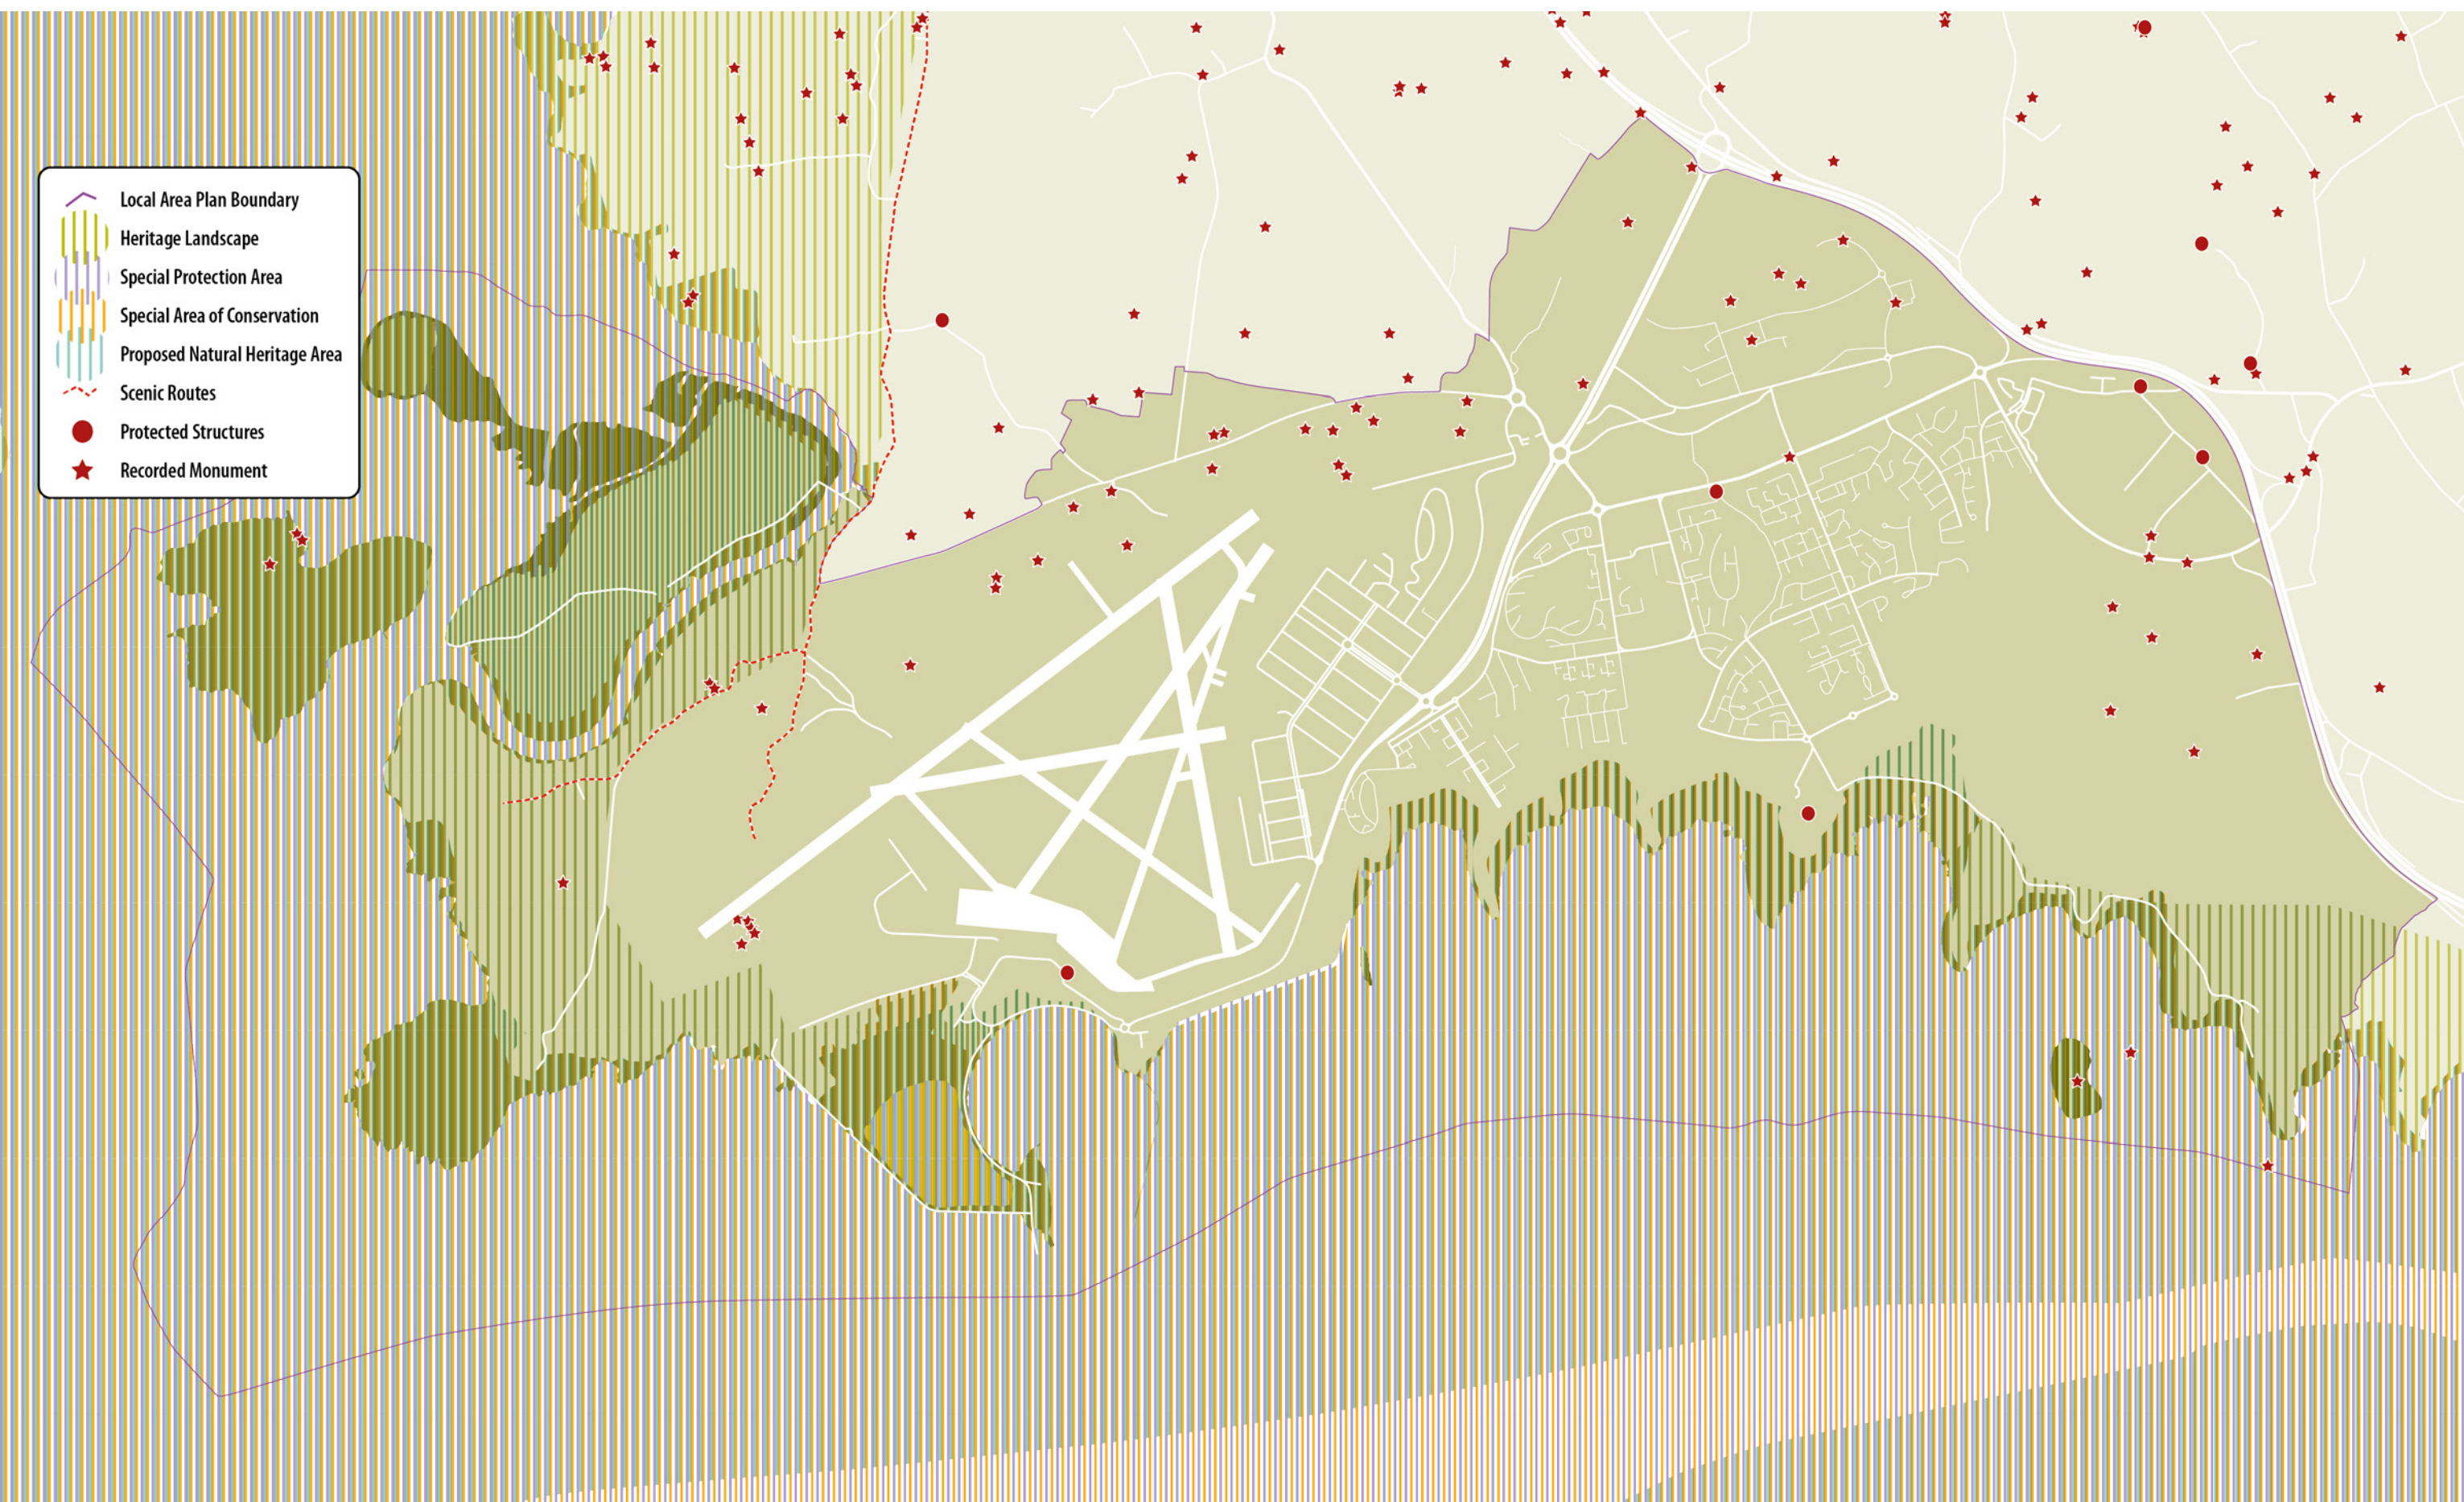 Local Area Plan Boundary
Heritage Landscape
Special Protection Area
Special Area of Conservation
Proposed Natural Heritage Area
Scenic Routes
Protected Structures
Recorded Monument